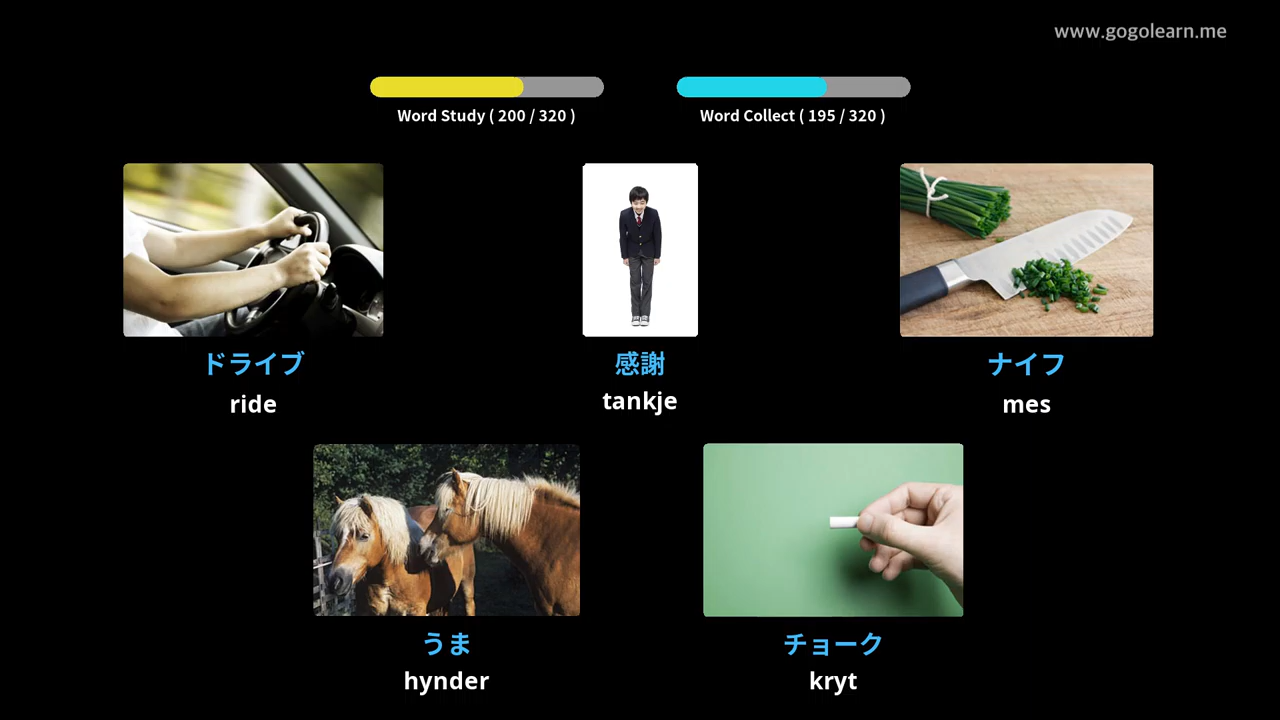 www.gogolearn.me
Word Study ( 200 / 320 )
Word Collect ( 195 / 320 )
ドライブ
ride
感謝
tankje
ナイフ
mes
うま
hynder
チョーク
kryt